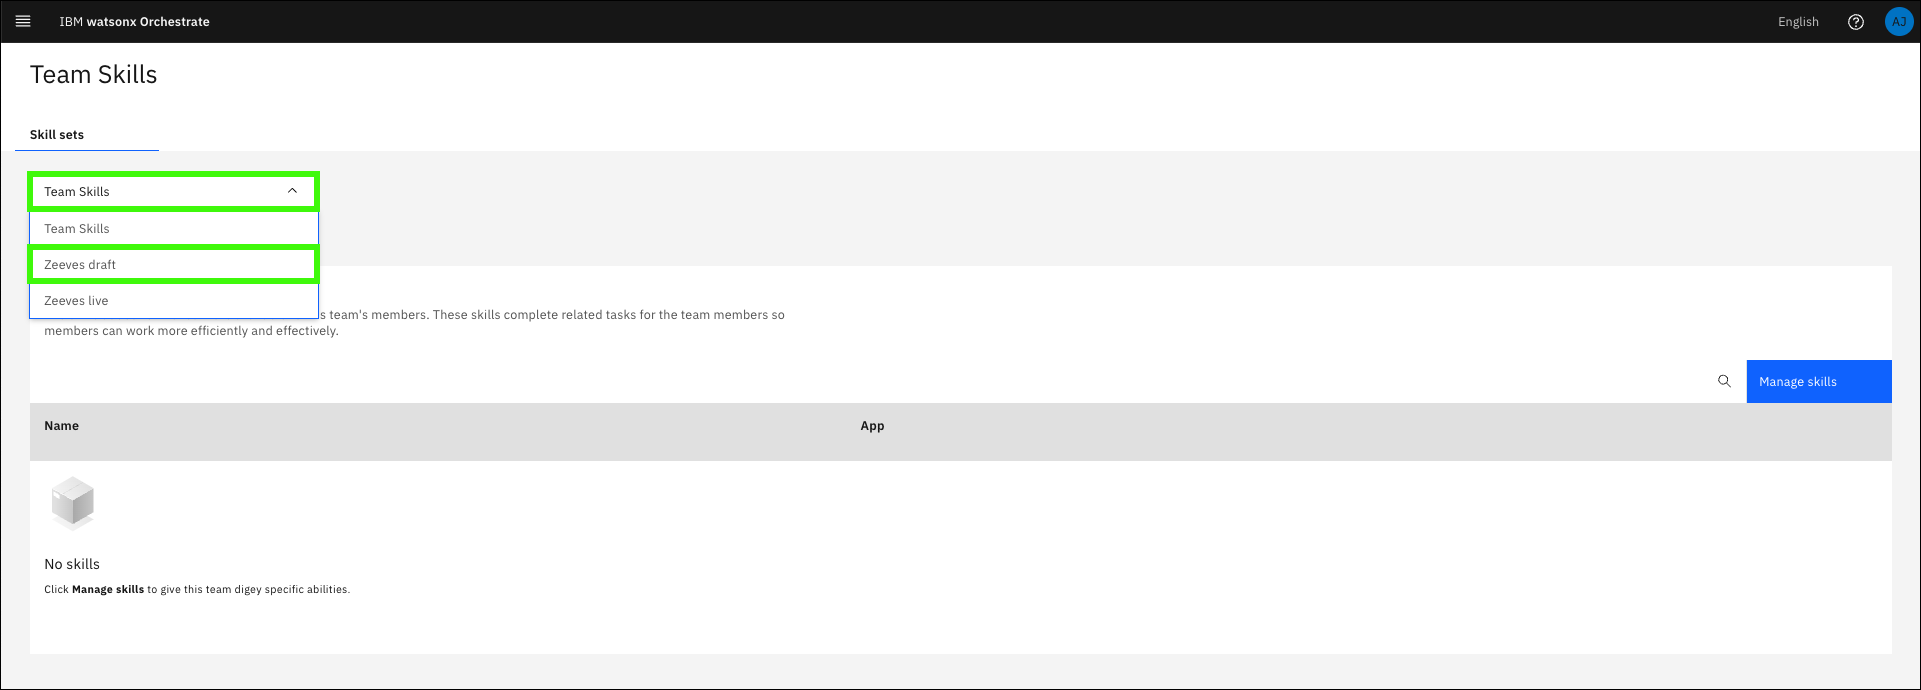 IBM watsonx Orchestrate
English
AJ
Team Skills
Skill sets
Team Skills
Team Skills
Zeeves draft
Zeeves live
s team's members. These skills complete related tasks for the team members so
members can work more efficiently and effectively.
Manage skills
Name App
No skills
Click Manage skills to give this team digey specific abilities.